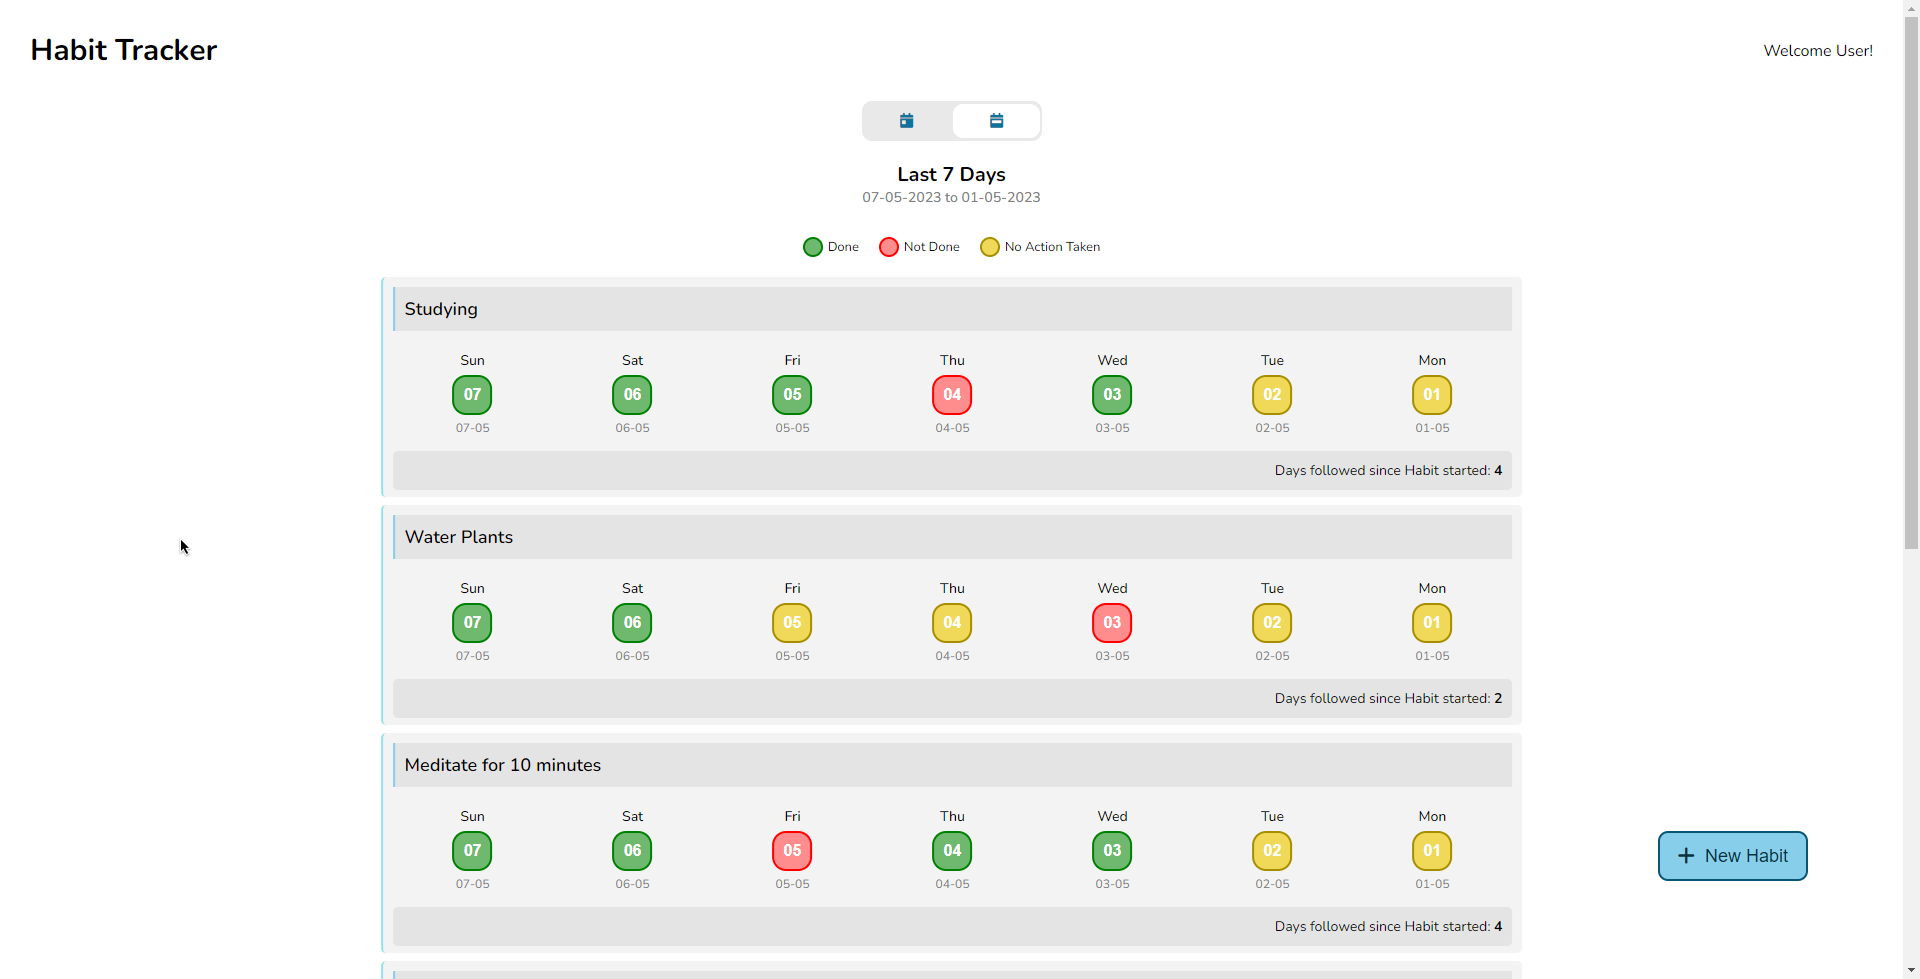 Habit Tracker
Welcome User!
Last 7 Days
07-05-2023 to 01-05-2023
Done Not Done No Action Taken
Studying
Sun Sat Fri Thu Wed Tue Mon
07 06 05 04 03 02 01
07-05 06-05 05-05 04-05 03-05 02-05 01-05
Days followed since Habit started: 4
Water Plants
Sun Sat Fri Thu Wed Tue Mon
07 06 05 04 03 02 01
07-05 06-05 05-05 04-05 03-05 02-05 01-05
Days followed since Habit started: 2
Meditate for 10 minutes
Sun Sat Fri Thu Wed Tue Mon
07 06 05 04 03 02 01
07-05 06-05 05-05 04-05 03-05 02-05 01-05
Days followed since Habit started: 4
New Habit